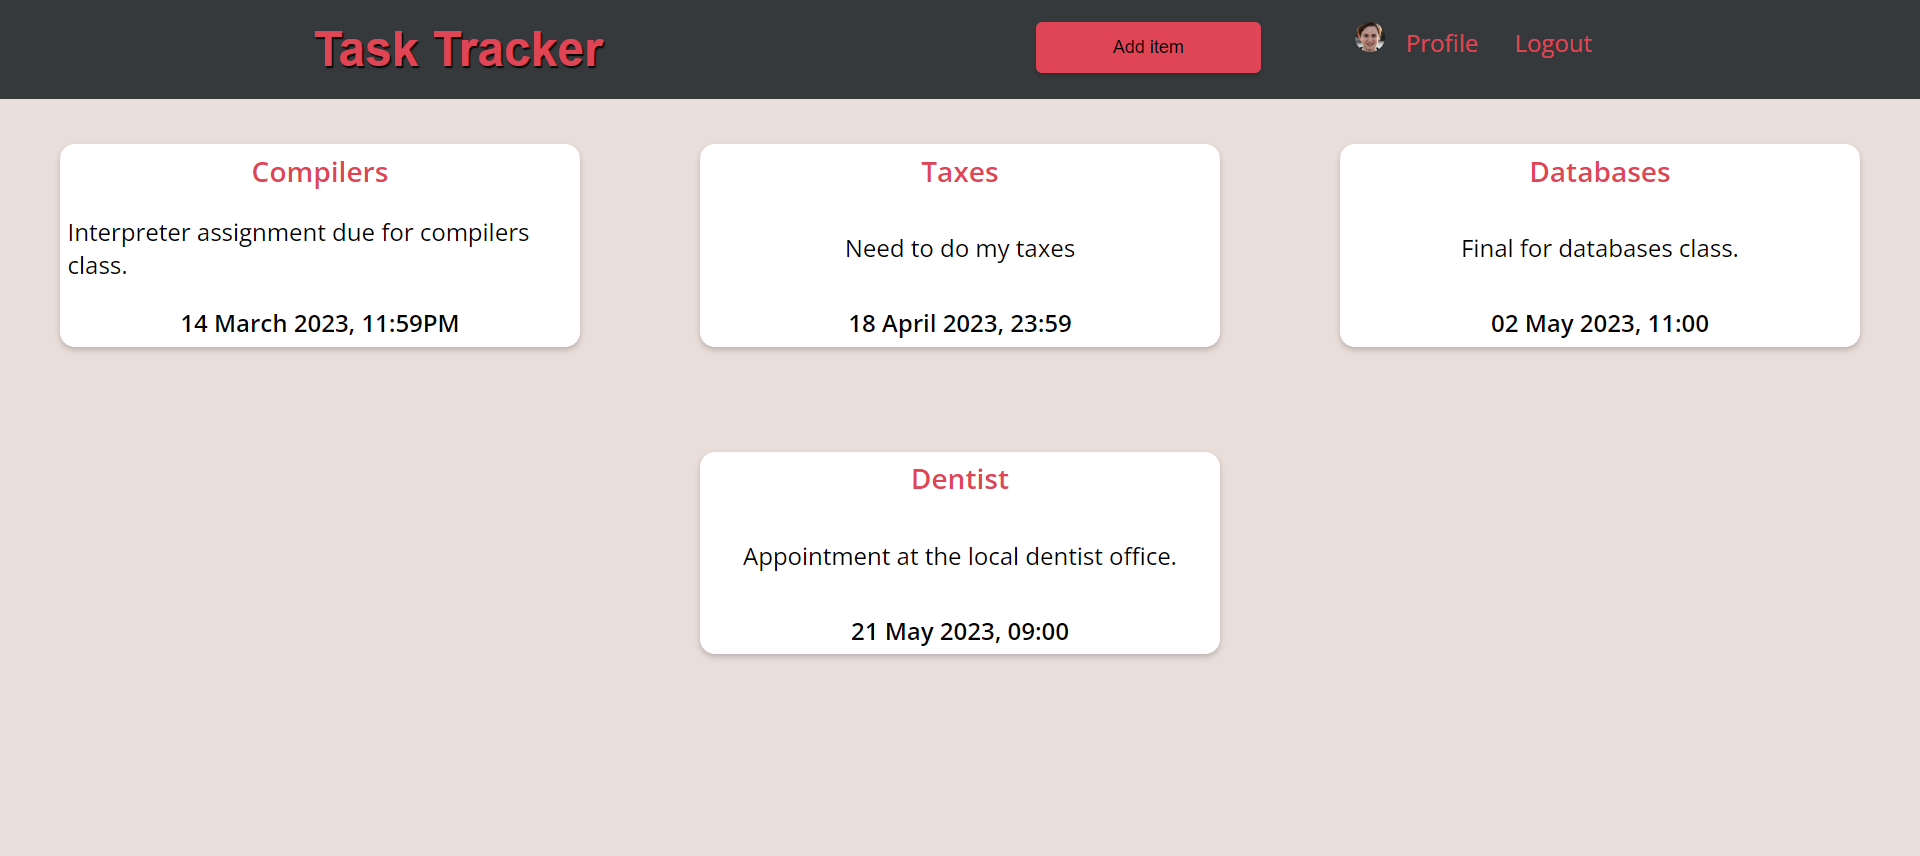 Task Tracker
Add item
Profile
Logout
Compilers
Interpreter assignment due for compilers
class.
14 March 2023, 11:59PM
Taxes
Need to do my taxes
18 April 2023, 23:59
Databases
Final for databases class.
02 May 2023, 11:00
Dentist
Appointment at the local dentist office.
21 May 2023, 09:00